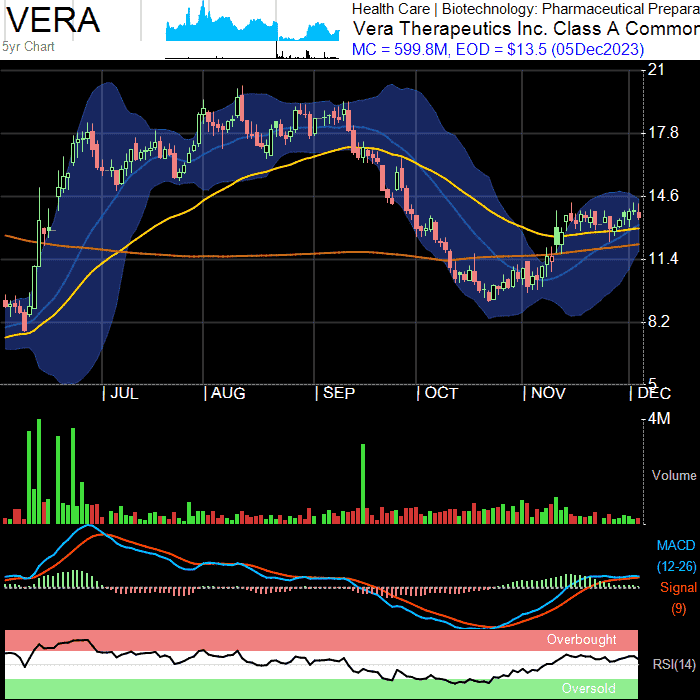 VERA
5yr Chart
Health Care | Biotechnology: Pharmaceutical Prepara
Vera Therapeutics Inc. Class A Common
MC = 599.8M, EOD = $13.5 (05Dec2023)
21
17.8
14.6
11.4
8.2
5
JUL AUG SEP OCT NOV DEC
4M
Volume
MACD
(12-26)
Signal
(9)
Overbought
RSI(14)
Oversold